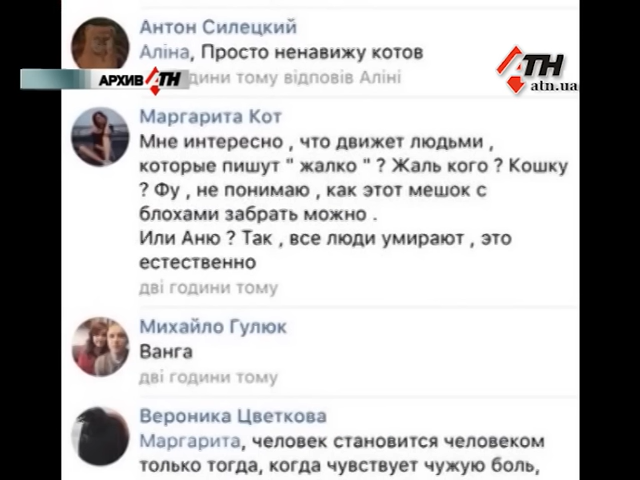 Антон Силецкий
Аліна, Просто ненавижу котов
години тому відповів Аліні
АРХИВ АТН
АТН
atn.ua
Маргарита Кот
Мне интересно , что движет людьми ,
которые пишут " жалко " ? Жаль кого ? Кошку
? Фу , не понимаю , как этот мешок с
блохами забрать можно .
Или Аню ? Так , все люди умирают , это
естественно
дві години тому
Михайло Гулюк
Ванга
дві години тому
Вероника Цветкова
Маргарита, человек становится человеком
только тогда, когда чувствует чужую боль,